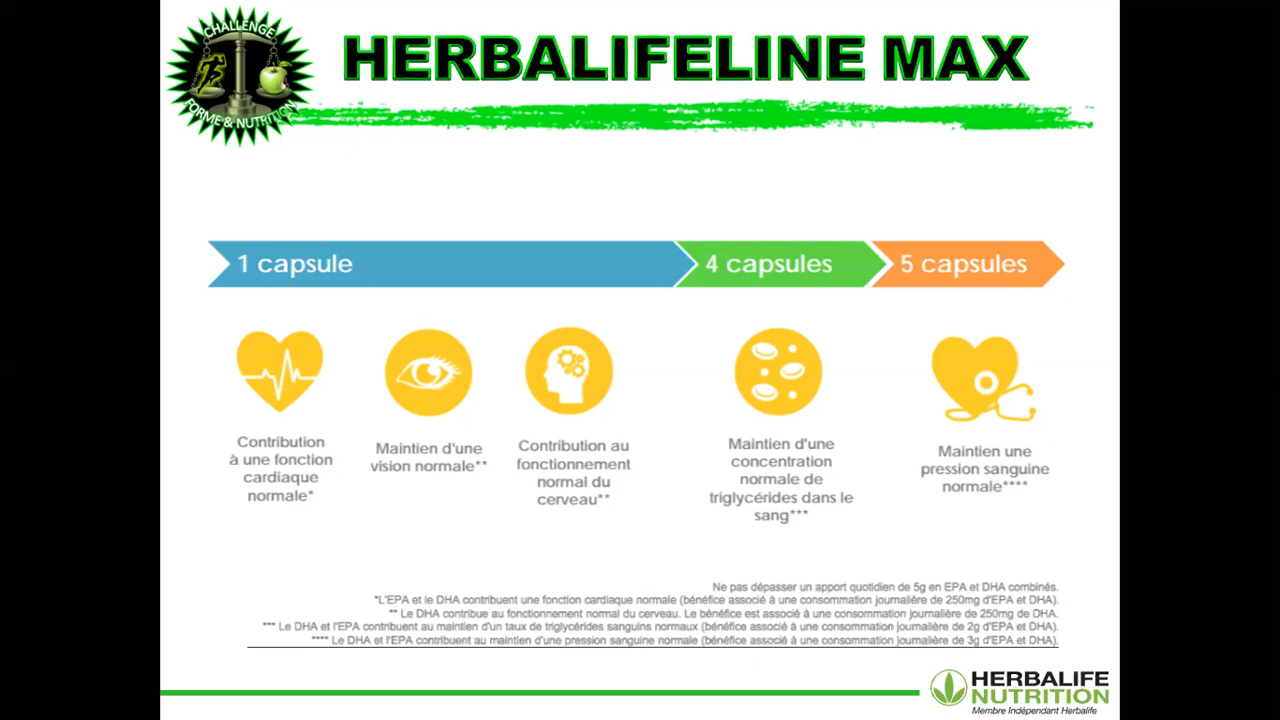 CHALLENGE
FORME & NUTRITION
HERBALIFELINE MAX
1 capsule
4 capsules
5 capsules
Contribution
à une fonction
cardiaque
normale*
Maintien d'une
vision normale**
Contribution au
fonctionnement
normal du
cerveau**
Maintien d'une
concentration
normale de
triglycérides dans le
sang***
Maintien une
pression sanguine
normale****
Ne pas dépasser un apport quotidien de 5g en EPA et DHA combinés.
*L'EPA et le DHA contribuent une fonction cardiaque normale (bénéfice associé à une consommation journalière de 250mg d'EPA et DHA).
** Le DHA contribue au fonctionnement normal du cerveau. Le bénéfice est associé à une consommation journalière de 250mg de DHA.
*** Le DHA et l'EPA contribuent au maintien d'un taux de triglycérides sanguins normaux (bénéfice associé à une consommation journalière de 2g d'EPA et DHA).
**** Le DHA et l'EPA contribuent au maintien d'une pression sanguine normale (bénéfice associé à une consommation journalière de 3g d'EPA et DHA).
HERBALIFE
NUTRITION
Membre Indépendant Herbalife